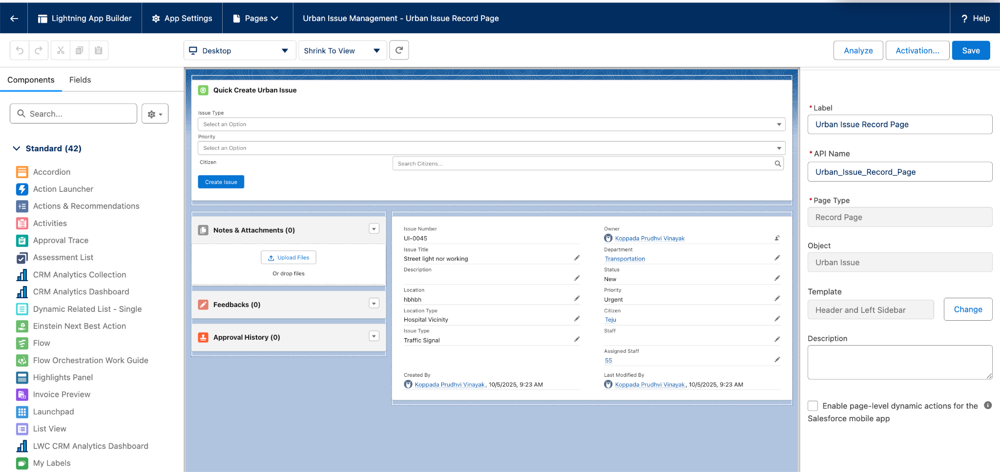 Lightning App Builder
App Settings
Pages
Urban Issue Management - Urban Issue Record Page
? Help
Desktop
Shrink To View
Analyze
Activation...
Save
Components
Fields
Search...
Standard (42)
Accordion
Action Launcher
Actions & Recommendations
Activities
Approval Trace
Assessment List
CRM Analytics Collection
CRM Analytics Dashboard
Dynamic Related List - Single
Einstein Next Best Action
Flow
Flow Orchestration Work Guide
Highlights Panel
Invoice Preview
Launchpad
List View
LWC CRM Analytics Dashboard
My Labels
Quick Create Urban Issue
Issue Type
Select an Option
Priority
Select an Option
Citizen
Search Citizens...
Create Issue
Notes & Attachments (0)
Upload Files
Or drop files
Feedbacks (0)
Approval History (0)
Issue Number
UI-0045
Issue Title
Street light nor working
Description
Location
hbhbh
Location Type
Hospital Vicinity
Issue Type
Traffic Signal
Created By
Koppada Prudhvi Vinayak, 10/5/2025, 9:23 AM
Owner
Koppada Prudhvi Vinayak
Department
Transportation
Status
New
Priority
Urgent
Citizen
Teju
Staff
Assigned Staff
55
Last Modified By
Koppada Prudhvi Vinayak, 10/5/2025, 9:23 AM
*Label
Urban Issue Record Page
*API Name
Urban_Issue_Record_Page
*Page Type
Record Page
Object
Urban Issue
Template
Header and Left Sidebar
Change
Description
Enable page-level dynamic actions for the
Salesforce mobile app